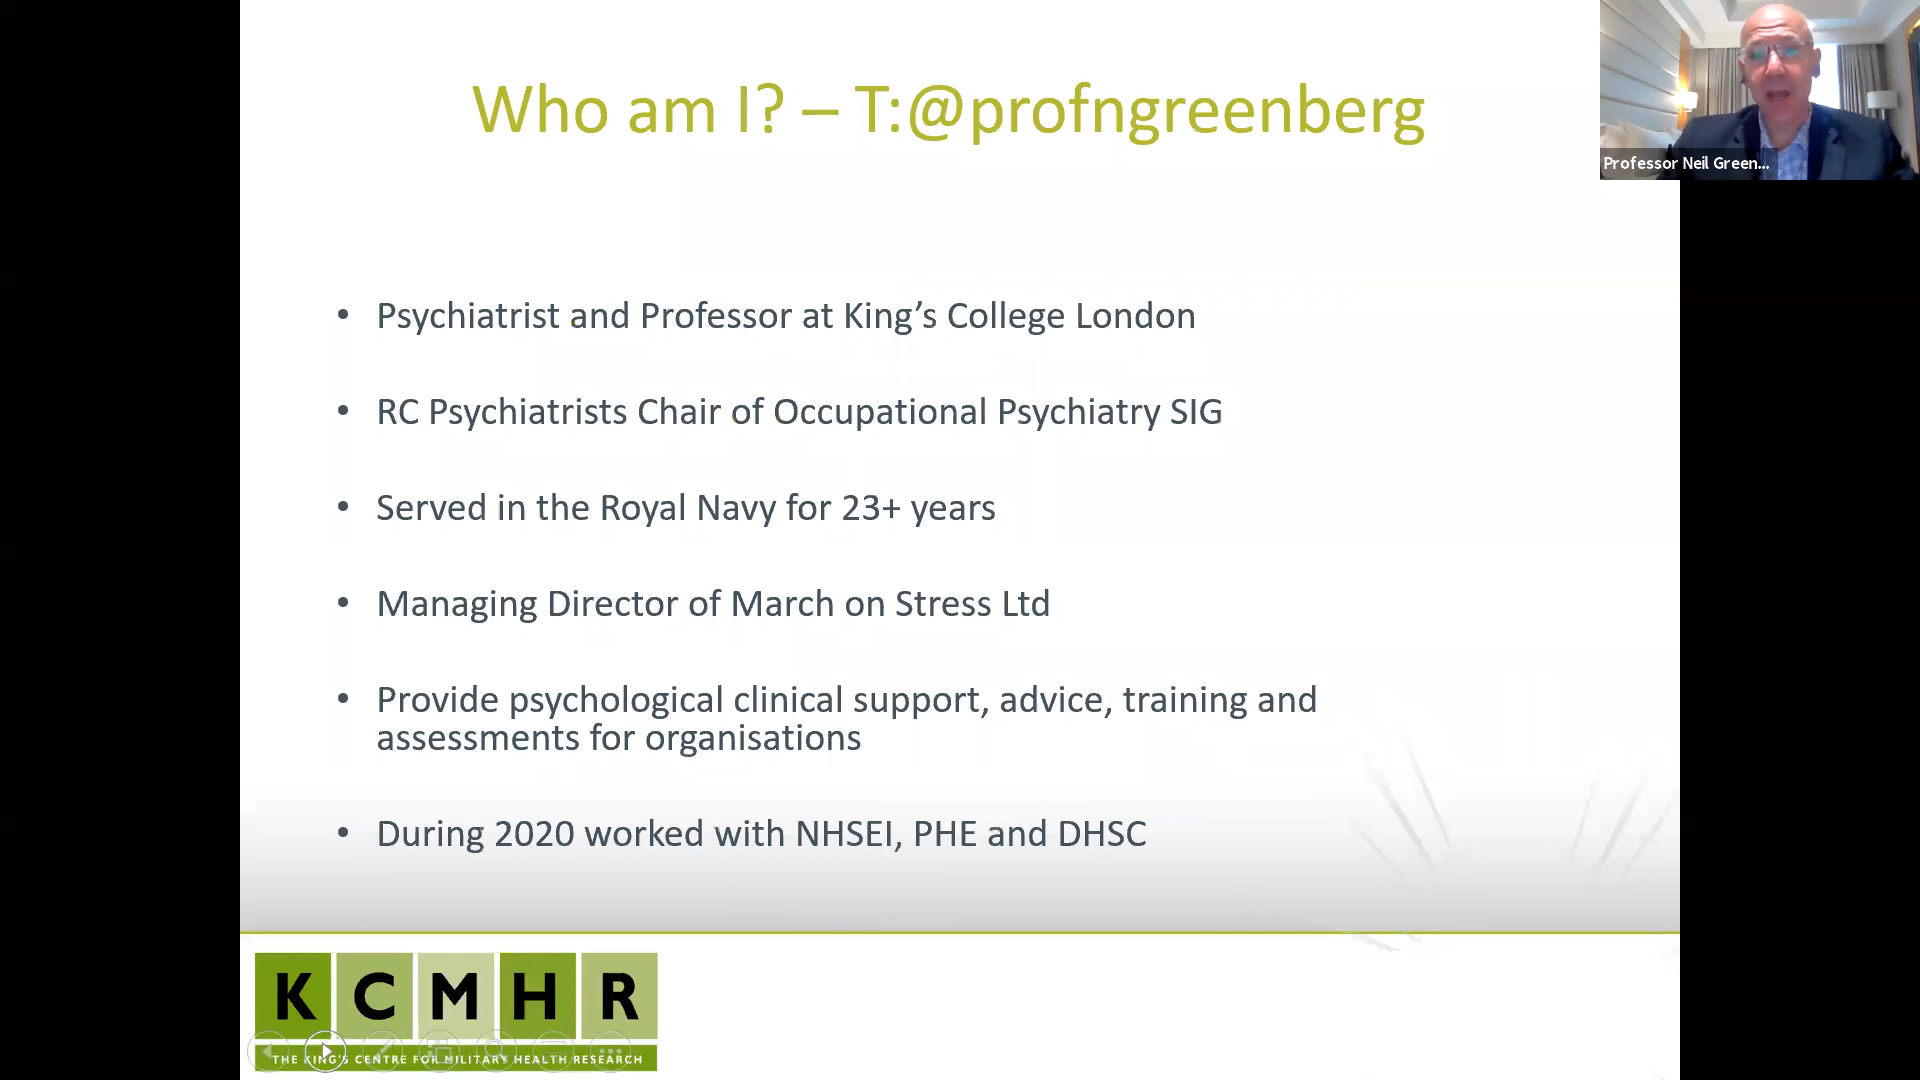 Who am I? – T:@profngreenberg
Professor Neil Green...
• Psychiatrist and Professor at King’s College London
• RC Psychiatrists Chair of Occupational Psychiatry SIG
• Served in the Royal Navy for 23+ years
• Managing Director of March on Stress Ltd
• Provide psychological clinical support, advice, training and
assessments for organisations
• During 2020 worked with NHSEI, PHE and DHSC
KCMHR
THE KING'S CENTRE FOR MILITARY HEALTH RESEARCH